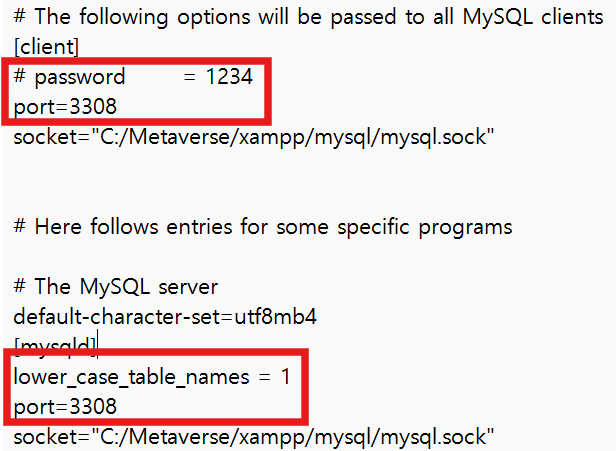 # The following options will be passed to all MySQL clients
[client]
# password = 1234
port=3308
socket="C:/Metaverse/xampp/mysql/mysql.sock"
# Here follows entries for some specific programs
# The MySQL server
default-character-set=utf8mb4
[mysqld]
lower_case_table_names = 1
port=3308
socket="C:/Metaverse/xampp/mysql/mysql.sock"